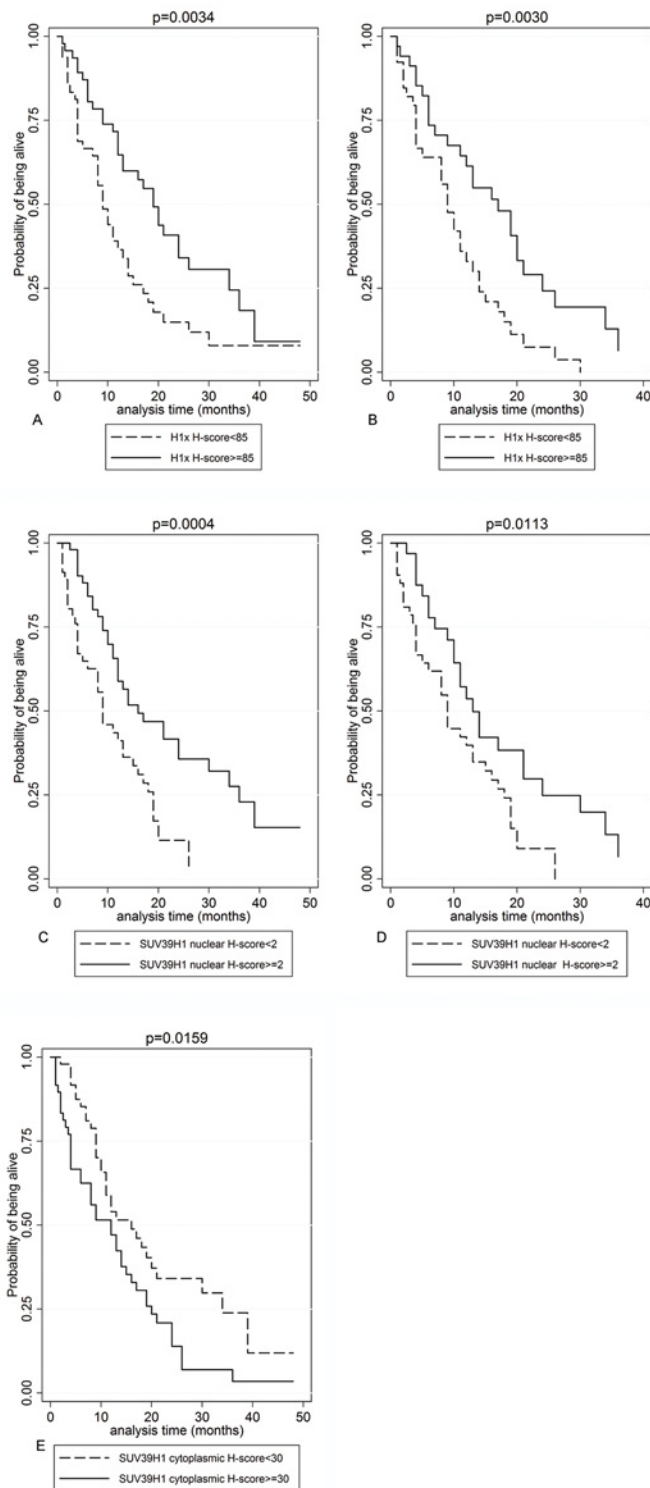 p=0.0034
Probability of being alive
1.00
0.75
0.50
0.25
0.00
0 10 20 30 40 50
analysis time (months)
A
H1x H-score<85
H1x H-score>=85
p=0.0030
Probability of being alive
1.00
0.75
0.50
0.25
0.00
0 10 20 30 40
analysis time (months)
B
H1x H-score<85
H1x H-score>=85
p=0.0004
Probability of being alive
1.00
0.75
0.50
0.25
0.00
0 10 20 30 40 50
analysis time (months)
C
SUV39H1 nuclear H-score<2
SUV39H1 nuclear H-score>=2
p=0.0113
Probability of being alive
1.00
0.75
0.50
0.25
0.00
0 10 20 30 40
analysis time (months)
D
SUV39H1 nuclear H-score<2
SUV39H1 nuclear H-score>=2
p=0.0159
Probability of being alive
1.00
0.75
0.50
0.25
0.00
0 10 20 30 40 50
analysis time (months)
E
SUV39H1 cytoplasmic H-score<30
SUV39H1 cytoplasmic H-score>=30